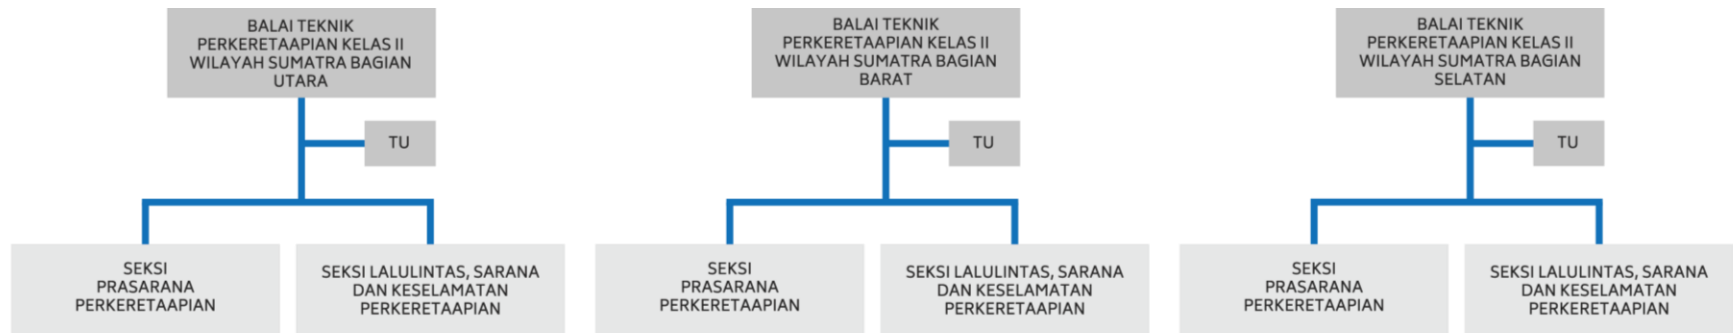 BALAI TEKNIK
PERKERETAAPIAN KELAS II
WILAYAH SUMATRA BAGIAN
UTARA
TU
SEKSI
PRASARANA
PERKERETAAPIAN
SEKSI LALULINTAS, SARANA
DAN KESELAMATAN
PERKERETAAPIAN
BALAI TEKNIK
PERKERETAAPIAN KELAS II
WILAYAH SUMATRA BAGIAN
BARAT
TU
SEKSI
PRASARANA
PERKERETAAPIAN
SEKSI LALULINTAS, SARANA
DAN KESELAMATAN
PERKERETAAPIAN
BALAI TEKNIK
PERKERETAAPIAN KELAS II
WILAYAH SUMATRA BAGIAN
SELATAN
TU
SEKSI
PRASARANA
PERKERETAAPIAN
SEKSI LALULINTAS, SARANA
DAN KESELAMATAN
PERKERETAAPIAN